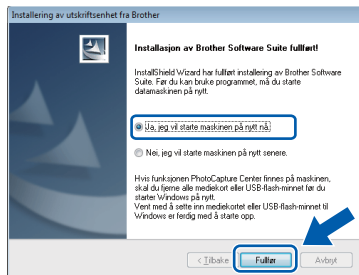 Installering av utskriftsenhet fra Brother
Installasjon av Brother Software Suite fullført!
InstallShield Wizard har fullført installering av Brother Software
Suite. Før du kan bruke programmet, må du starte
datamaskinen på nytt.
Ja, jeg vil starte maskinen på nytt nå.
Nei, jeg vil starte maskinen på nytt senere.
Hvis funksjonen PhotoCapture Center finnes på maskinen,
skal du fjerne alle mediekort eller USB-flash-minnet før du
starter Windows på nytt.
Vent med å sette inn mediekortet eller USB-flash-minnet til
Windows er ferdig med å starte opp.
< Tilbake Fullfør Avbryt